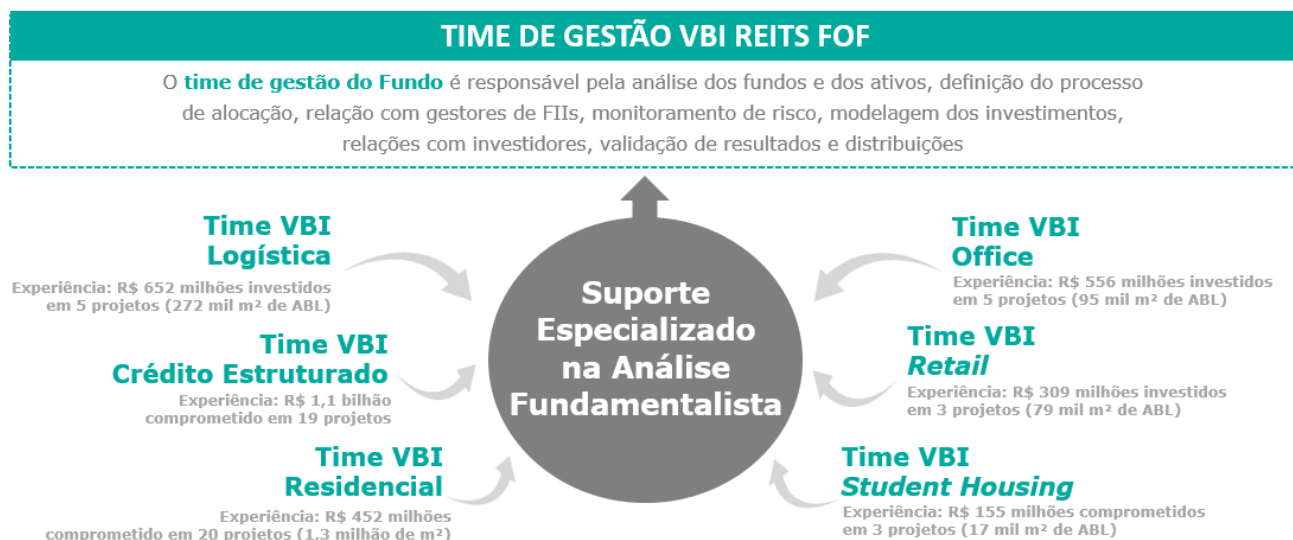 TIME DE GESTÃO VBI REITS FOF
O time de gestão do Fundo é responsável pela análise dos fundos e dos ativos, definição do processo
de alocação, relação com gestores de FIIs, monitoramento de risco, modelagem dos investimentos,
relações com investidores, validação de resultados e distribuições
Time VBI
Logística
Experiência: R$ 652 milhões investidos
em 5 projetos (272 mil m² de ABL)
Time VBI
Crédito Estruturado
Experiência: R$ 1,1 bilhão
comprometido em 19 projetos
Time VBI
Residencial
Experiência: R$ 452 milhões
comprometido em 20 projetos (1,3 milhão de m²)
Suporte
Especializado
na Análise
Fundamentalista
Time VBI
Office
Experiência: R$ 556 milhões investidos
em 5 projetos (95 mil m² de ABL)
Time VBI
Retail
Experiência: R$ 309 milhões investidos
em 3 projetos (79 mil m² de ABL)
Time VBI
Student Housing
Experiência: R$ 155 milhões comprometidos
em 3 projetos (17 mil m² de ABL)